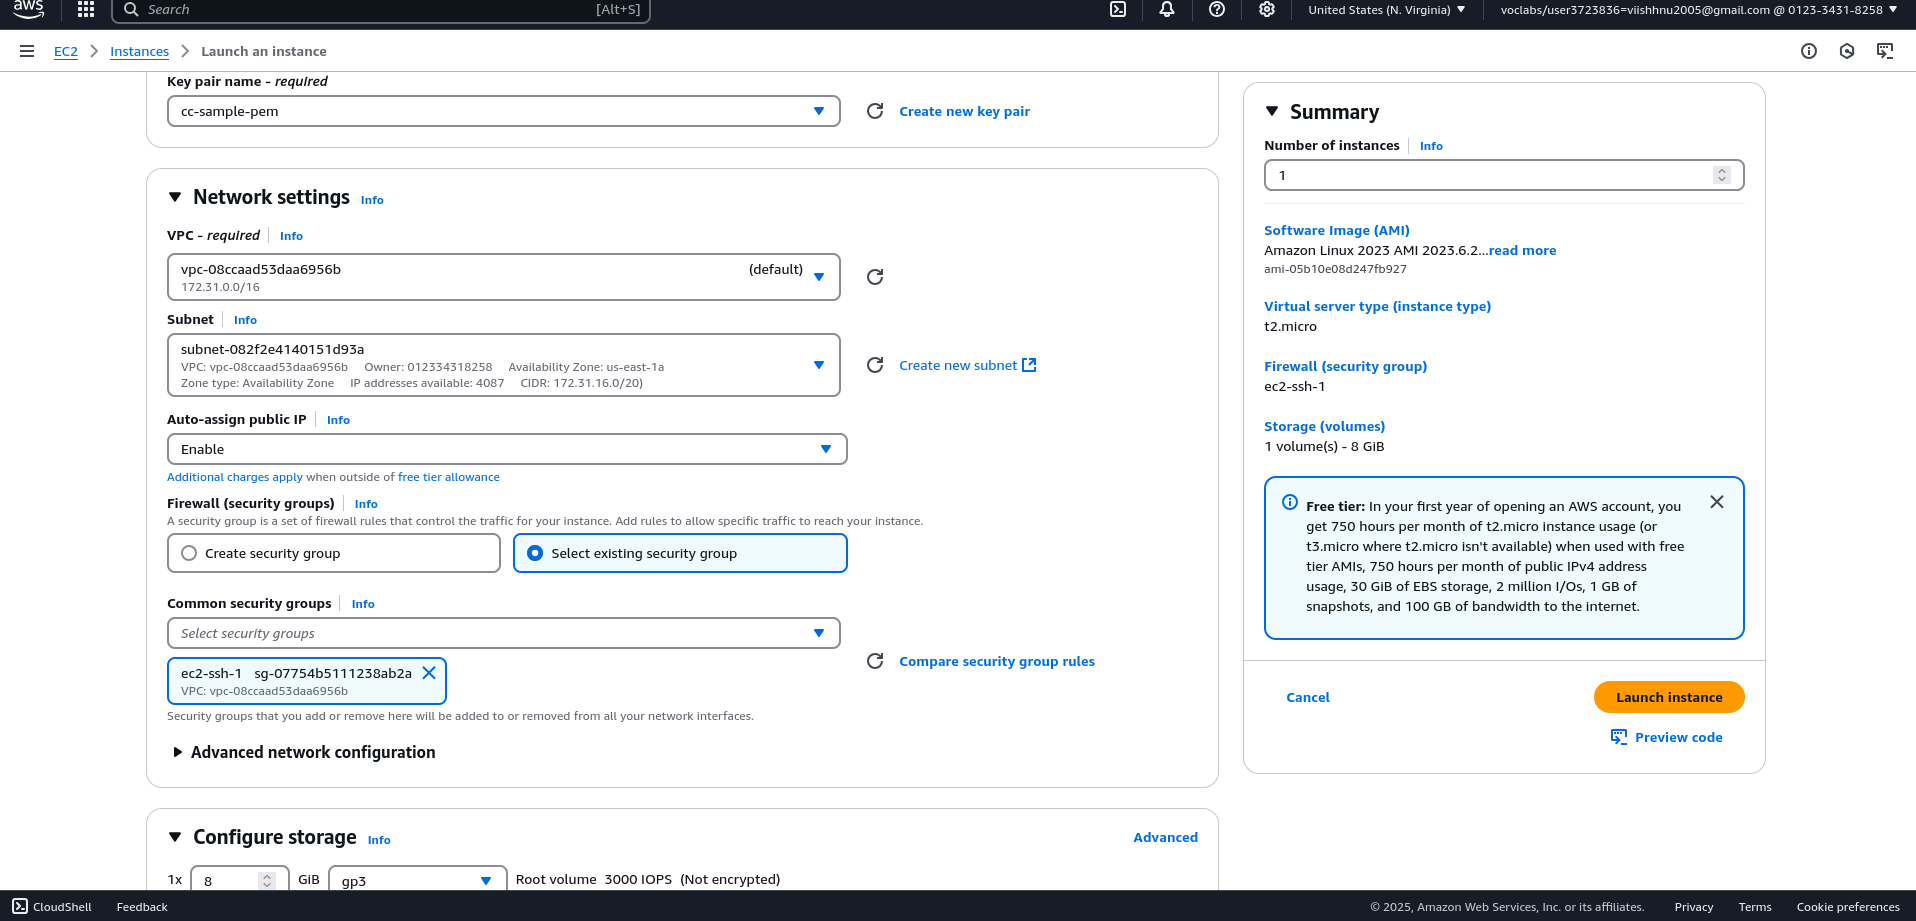 aws
Search [Alt+S]
United States (N. Virginia)
voclabs/user3723836=viishhnu2005@gmail.com @ 0123-3431-8258
EC2 Instances Launch an instance
Key pair name - required
cc-sample-pem
Create new key pair
Network settings Info
VPC - required Info
vpc-08ccaad53daa6956b (default)
172.31.0.0/16
Subnet Info
subnet-082f2e4140151d93a
VPC: vpc-08ccaad53daa6956b Owner: 012334318258 Availability Zone: us-east-1a
Zone type: Availability Zone IP addresses available: 4087 CIDR: 172.31.16.0/20)
Create new subnet
Auto-assign public IP Info
Enable
Additional charges apply when outside of free tier allowance
Firewall (security groups) Info
A security group is a set of firewall rules that control the traffic for your instance. Add rules to allow specific traffic to reach your instance.
Create security group
Select existing security group
Common security groups Info
Select security groups
ec2-ssh-1 sg-07754b5111238ab2a
VPC: vpc-08ccaad53daa6956b
Compare security group rules
Security groups that you add or remove here will be added to or removed from all your network interfaces.
Advanced network configuration
Configure storage Info
Advanced
1x 8 GiB gp3 Root volume 3000 IOPS (Not encrypted)
Summary
Number of instances Info
1
Software Image (AMI)
Amazon Linux 2023 AMI 2023.6.2...read more
ami-05b10e08d247fb927
Virtual server type (instance type)
t2.micro
Firewall (security group)
ec2-ssh-1
Storage (volumes)
1 volume(s) - 8 GiB
Free tier: In your first year of opening an AWS account, you
get 750 hours per month of t2.micro instance usage (or
t3.micro where t2.micro isn't available) when used with free
tier AMIs, 750 hours per month of public IPv4 address
usage, 30 GiB of EBS storage, 2 million I/Os, 1 GB of
snapshots, and 100 GB of bandwidth to the internet.
Cancel
Launch instance
Preview code
CloudShell Feedback
© 2025, Amazon Web Services, Inc. or its affiliates. Privacy Terms Cookie preferences